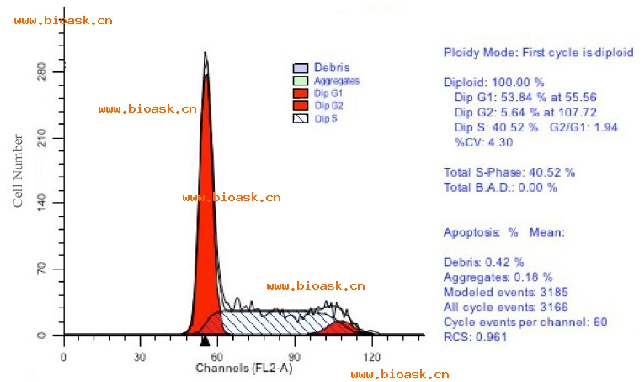 www.bioask.cn
www.bioask.cn
www.bioask.cn
www.bioask.cn
www.bioask.cn
Cell Number
280
210
140
70
0
0
30
60
90
120
Channels (FL2-A)
Debris
Aggregates
Dip G1
Dip G2
Dip S
Ploidy Mode: First cycle is diploid
Diploid: 100.00 %
Dip G1: 53.84 % at 55.56
Dip G2: 5.64 % at 107.72
Dip S: 40.52 % G2/G1: 1.94
%CV: 4.30
Total S-Phase: 40.52 %
Total B.A.D.: 0.00 %
Apoptosis: % Mean:
Debris: 0.42 %
Aggregates: 0.18 %
Modeled events: 3185
All cycle events: 3166
Cycle events per channel: 60
RCS: 0.961